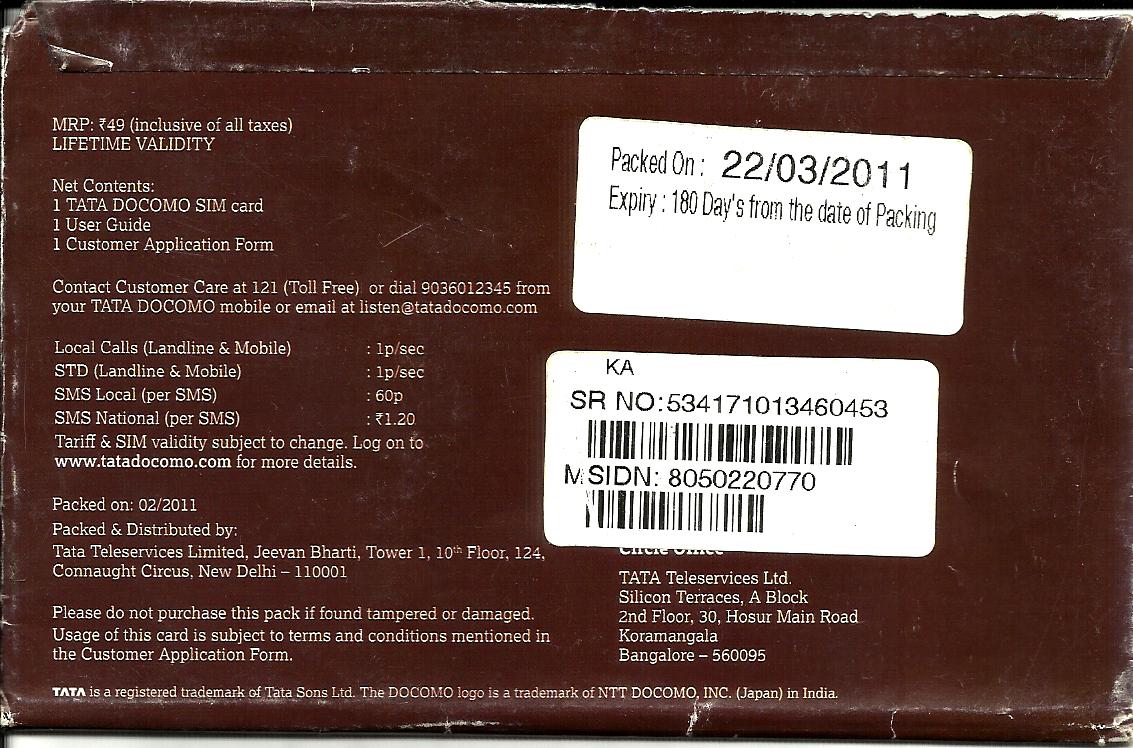 MRP: ₹49 (inclusive of all taxes)
LIFETIME VALIDITY
Net Contents:
1 TATA DOCOMO SIM card
1 User Guide
1 Customer Application Form
Contact Customer Care at 121 (Toll Free) or dial 9036012345 from
your TATA DOCOMO mobile or email at listen@tatadocomo.com
Local Calls (Landline & Mobile) : 1p/sec
STD (Landline & Mobile) : 1p/sec
SMS Local (per SMS) : 60p
SMS National (per SMS) : ₹1.20
Tariff & SIM validity subject to change. Log on to
www.tatadocomo.com for more details.
Packed on: 02/2011
Packed & Distributed by:
Tata Teleservices Limited, Jeevan Bharti, Tower 1, 10th Floor, 124,
Connaught Circus, New Delhi – 110001
Please do not purchase this pack if found tampered or damaged.
Usage of this card is subject to terms and conditions mentioned in
the Customer Application Form.
Packed On : 22/03/2011
Expiry : 180 Day's from the date of Packing
KA
SR NO:534171013460453
MSIDN: 8050220770
Circle Office
TATA Teleservices Ltd.
Silicon Terraces, A Block
2nd Floor, 30, Hosur Main Road
Koramangala
Bangalore – 560095
TATA is a registered trademark of Tata Sons Ltd. The DOCOMO logo is a trademark of NTT DOCOMO, INC. (Japan) in India.